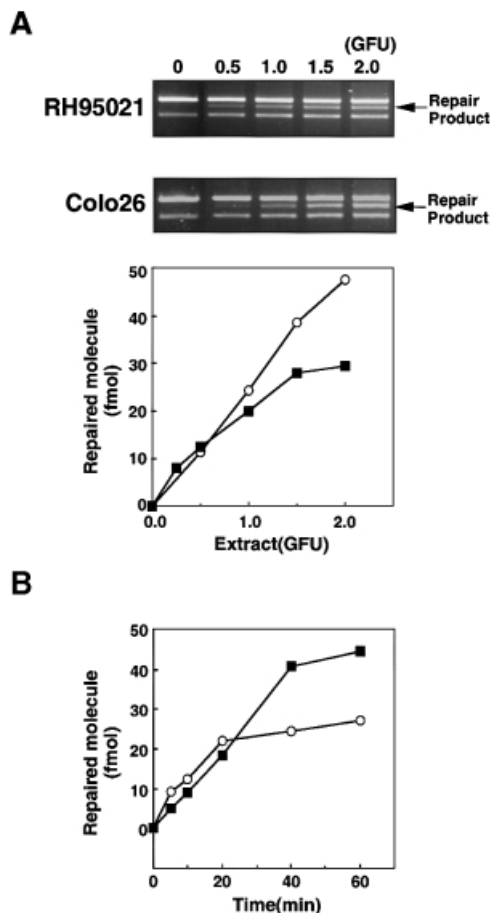 A
(GFU)
0 0.5 1.0 1.5 2.0
RH95021
Repair
Product
Colo26
Repair
Product
50
40
30
20
10
0
Repaired molecule
(fmol)
0.0 1.0 2.0
Extract(GFU)
B
50
40
30
20
10
0
Repaired molecule
(fmol)
0 20 40 60
Time(min)